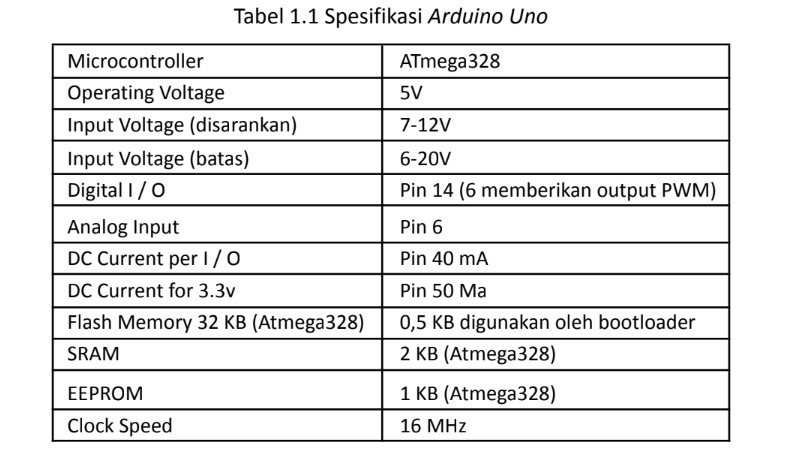 Tabel 1.1 Spesifikasi Arduino Uno
Microcontroller ATmega328
Operating Voltage 5V
Input Voltage (disarankan) 7-12V
Input Voltage (batas) 6-20V
Digital I / O Pin 14 (6 memberikan output PWM)
Analog Input Pin 6
DC Current per I / O Pin 40 mA
DC Current for 3.3v Pin 50 Ma
Flash Memory 32 KB (Atmega328) 0,5 KB digunakan oleh bootloader
SRAM 2 KB (Atmega328)
EEPROM 1 KB (Atmega328)
Clock Speed 16 MHz